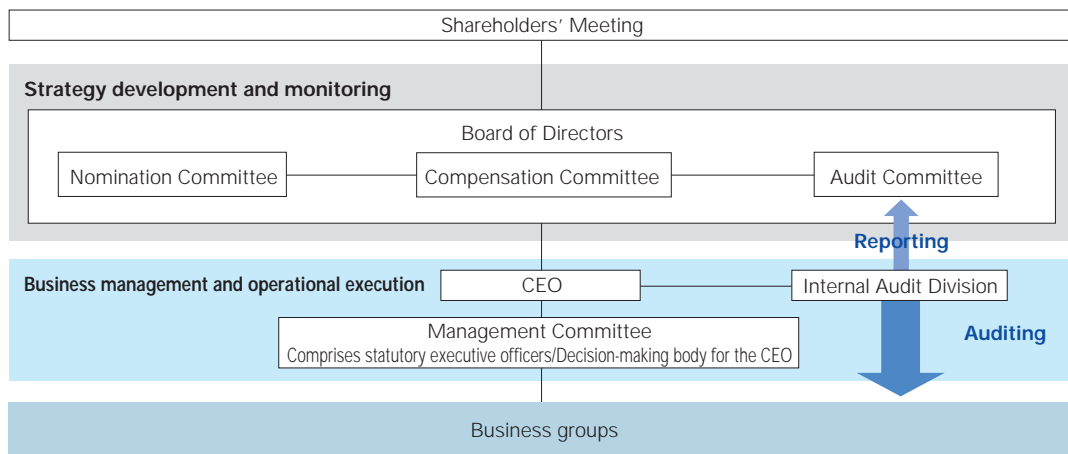 Shareholders’ Meeting
Strategy development and monitoring
Board of Directors
Nomination Committee
Compensation Committee
Audit Committee
Reporting
Business management and operational execution
CEO
Internal Audit Division
Management Committee
Comprises statutory executive officers/Decision-making body for the CEO
Auditing
Business groups